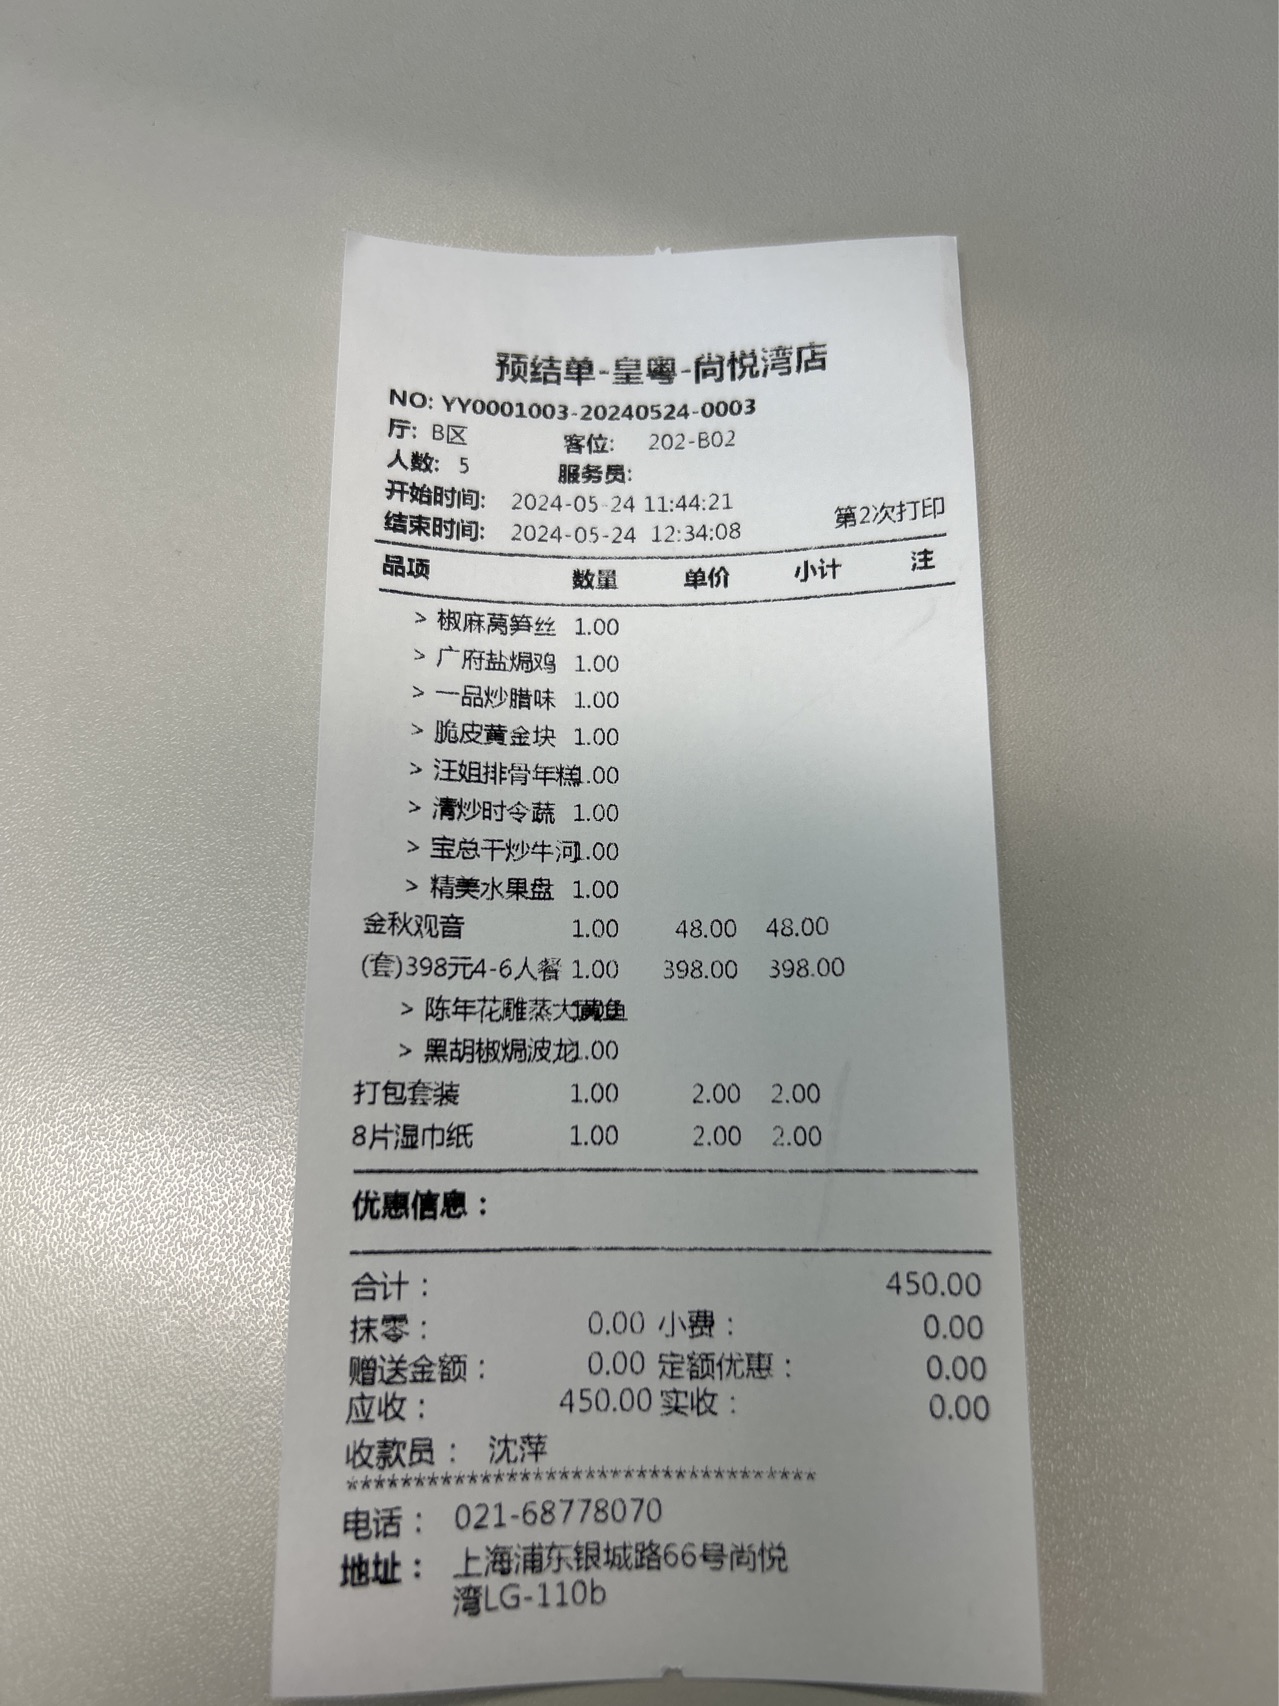 预结单-皇粤-尚悦湾店
NO: YY0001003-20240524-0003
厅: B区 客位: 202-B02
人数: 5 服务员:
开始时间: 2024-05-24 11:44:21
结束时间: 2024-05-24 12:34:08 第2次打印
品项 数量 单价 小计 注
> 椒麻莴笋丝 1.00
> 广府盐焗鸡 1.00
> 一品炒腊味 1.00
> 脆皮黄金块 1.00
> 汪姐排骨年糕1.00
> 清炒时令蔬 1.00
> 宝总干炒牛河1.00
> 精美水果盘 1.00
金秋观音 1.00 48.00 48.00
(套)398元4-6人餐 1.00 398.00 398.00
> 陈年花雕蒸大黄鱼
> 黑胡椒焗波龙1.00
打包套装 1.00 2.00 2.00
8片湿巾纸 1.00 2.00 2.00
优惠信息：
合计： 450.00
抹零： 0.00 小费： 0.00
赠送金额： 0.00 定额优惠： 0.00
应收： 450.00 实收： 0.00
收款员： 沈萍
*************************************
电话： 021-68778070
地址： 上海浦东银城路66号尚悦
湾LG-110b